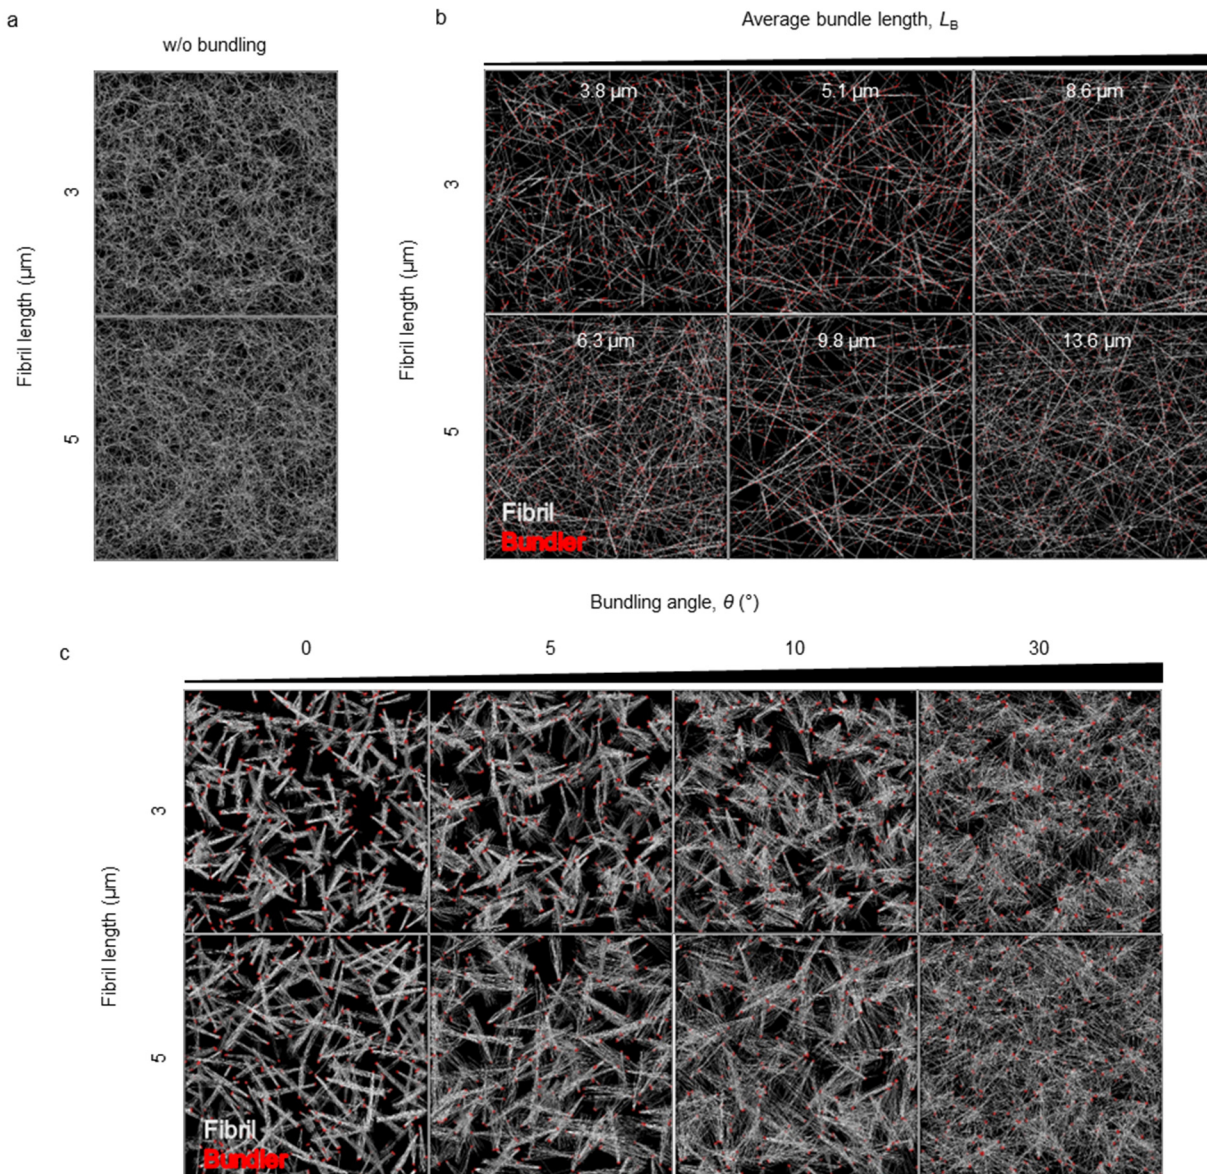 a
w/o bundling
Fibril length (µm)
3
5
b
Average bundle length, L_B
Fibril length (µm)
3
3.8 µm
5.1 µm
8.6 µm
5
6.3 µm
9.8 µm
13.6 µm
Fibril
Bundler
Bundling angle, θ (°)
c
0
5
10
30
Fibril length (µm)
3
5
Fibril
Bundler